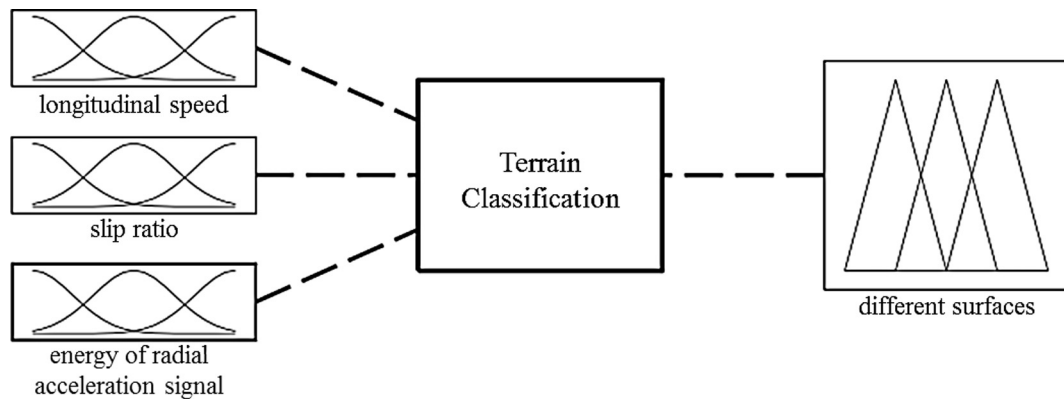 longitudinal speed
slip ratio
energy of radial
acceleration signal
Terrain
Classification
different surfaces